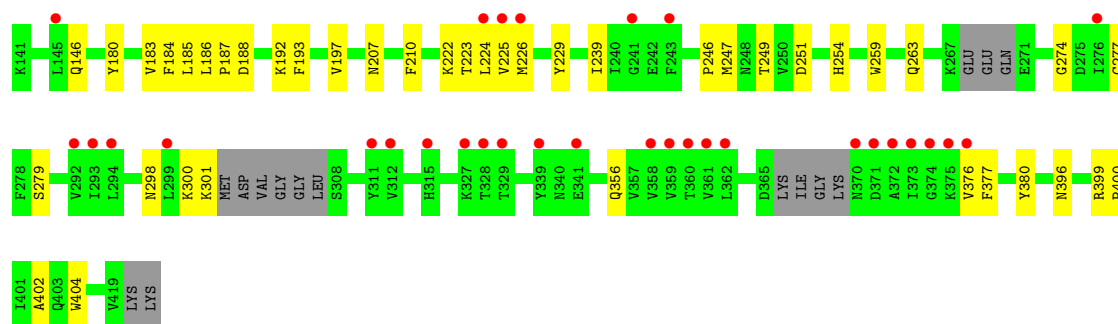 K141 L145 Q146 Y180 V183 F184 L185 L186 P187 D188 K192 F193 V197 N207 F210 K222 T223 L224 V225 M226 Y229 I239 I240 G241 E242 F243 P246 M247 N248 T249 V250 D251 H254 W259 Q263 K267 GLU GLU GLN E271 G274 D275 I276
F278 S279 V292 I293 L294 N298 L299 K300 K301 MET ASP VAL GLY GLY LEU S308 Y311 V312 H315 K327 T328 T329 Y339 N340 E341 Q356 V357 V358 V359 T360 V361 L362 D365 LYS ILE GLY LYS N370 D371 A372 I373 G374 K375 V376 F377 Y380 N396 R399
I401 A402 Q403 W404 V419 LYS LYS